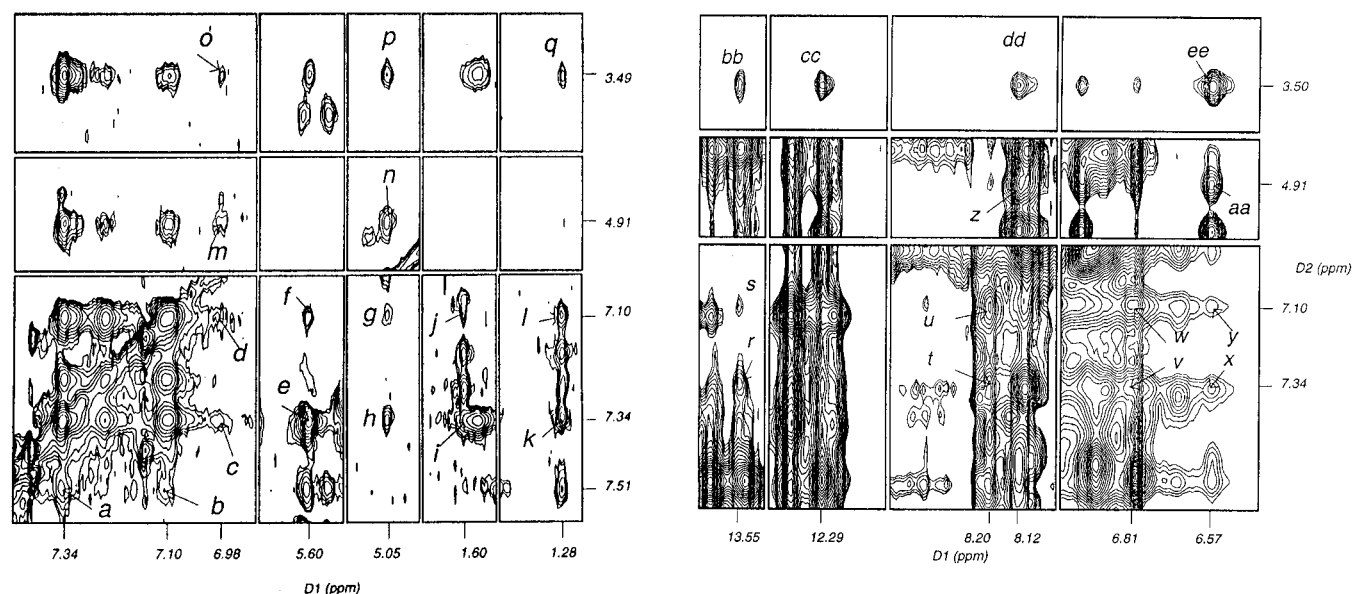 o
p
q
3.49
n
m
4.91
f
g
j
l
7.10
d
e
h
i
k
7.34
c
a
b
7.51
7.34
7.10
6.98
5.60
5.05
1.60
1.28
D1 (ppm)
bb
cc
dd
ee
3.50
z
aa
4.91
D2 (ppm)
s
u
w
y
7.10
r
t
v
x
7.34
13.55
12.29
8.20
8.12
6.81
6.57
D1 (ppm)